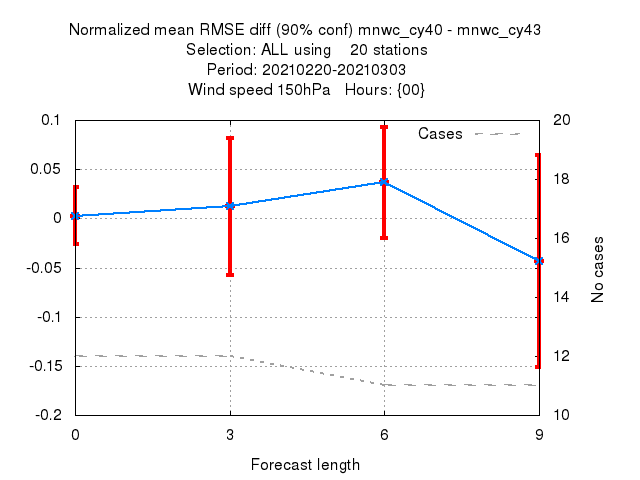 Normalized mean RMSE diff (90% conf) mnwc_cy40 - mnwc_cy43
Selection: ALL using    20 stations
Period: 20210220-20210303
Wind speed 150hPa   Hours: {00}
Cases
0.1
0.05
0
-0.05
-0.1
-0.15
-0.2
20
18
16
14
12
10
No cases
0 3 6 9
Forecast length